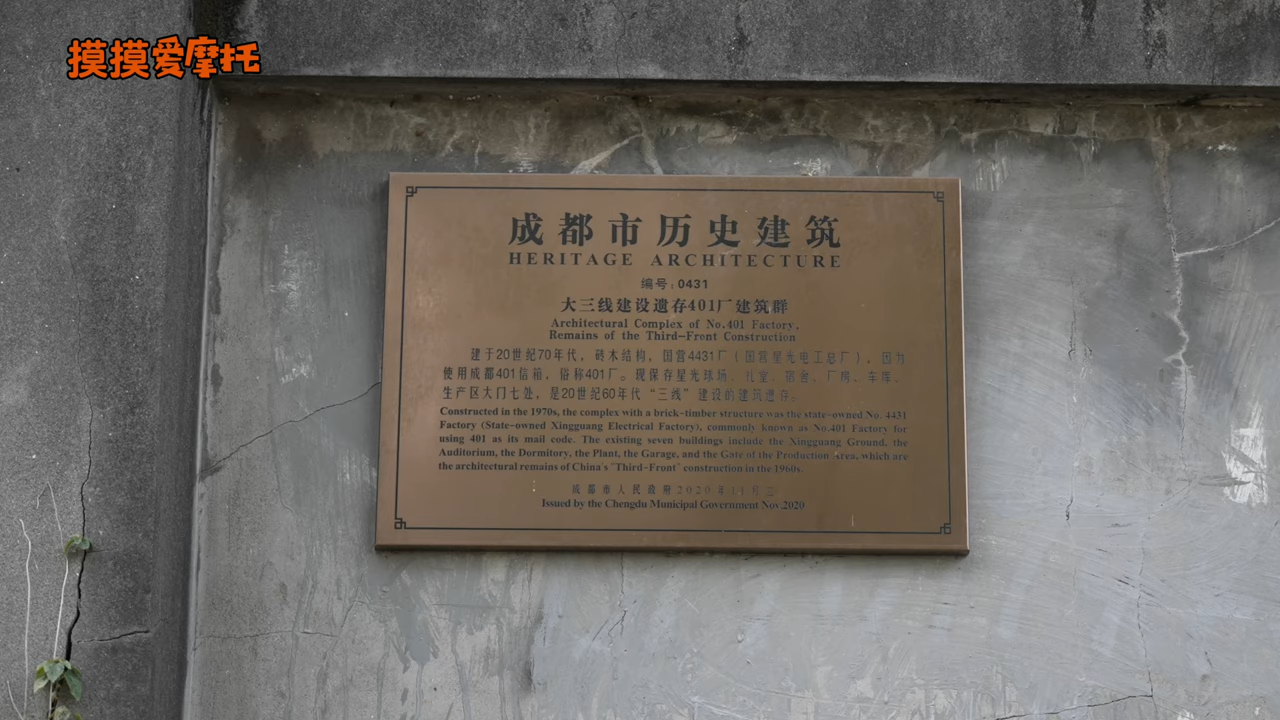 摸摸爱摩托
成都市历史建筑
HERITAGE ARCHITECTURE
编号:0431
大三线建设遗存401厂建筑群
Architectural Complex of No.401 Factory,
Remains of the Third-Front Construction
建于20世纪70年代，砖木结构，国营4431厂（国营星光电工总厂），因为
使用成都401信箱，俗称401厂。现保存星光球场、礼堂、宿舍、厂房、车库、
生产区大门七处，是20世纪60年代“三线”建设的建筑遗存。
Constructed in the 1970s, the complex with a brick-timber structure was the state-owned No. 4431
Factory (State-owned Xingguang Electrical Factory), commonly known as No.401 Factory for
using 401 as its mail code. The existing seven buildings include the Xingguang Ground, the
Auditorium, the Dormitory, the Plant, the Garage, and the Gate of the Production Area, which are
the architectural remains of China's "Third-Front" construction in the 1960s.
成都市人民政府2020年11月立
Issued by the Chengdu Municipal Government Nov.2020